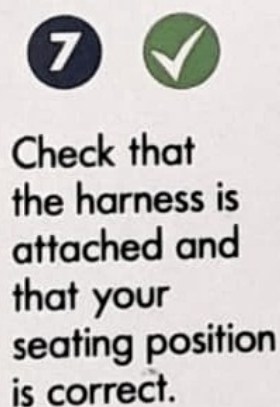 7
Check that
the harness is
attached and
that your
seating position
is correct.